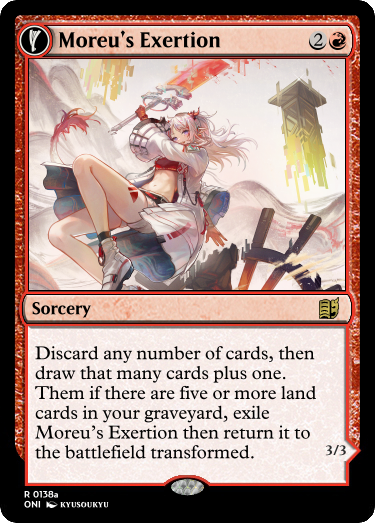 Moreu's Exertion 2
Sorcery
Discard any number of cards, then
draw that many cards plus one.
Them if there are five or more land
cards in your graveyard, exile
Moreu's Exertion then return it to
the battlefield transformed.
3/3
R 0138a
ONI KYUSOUKYU